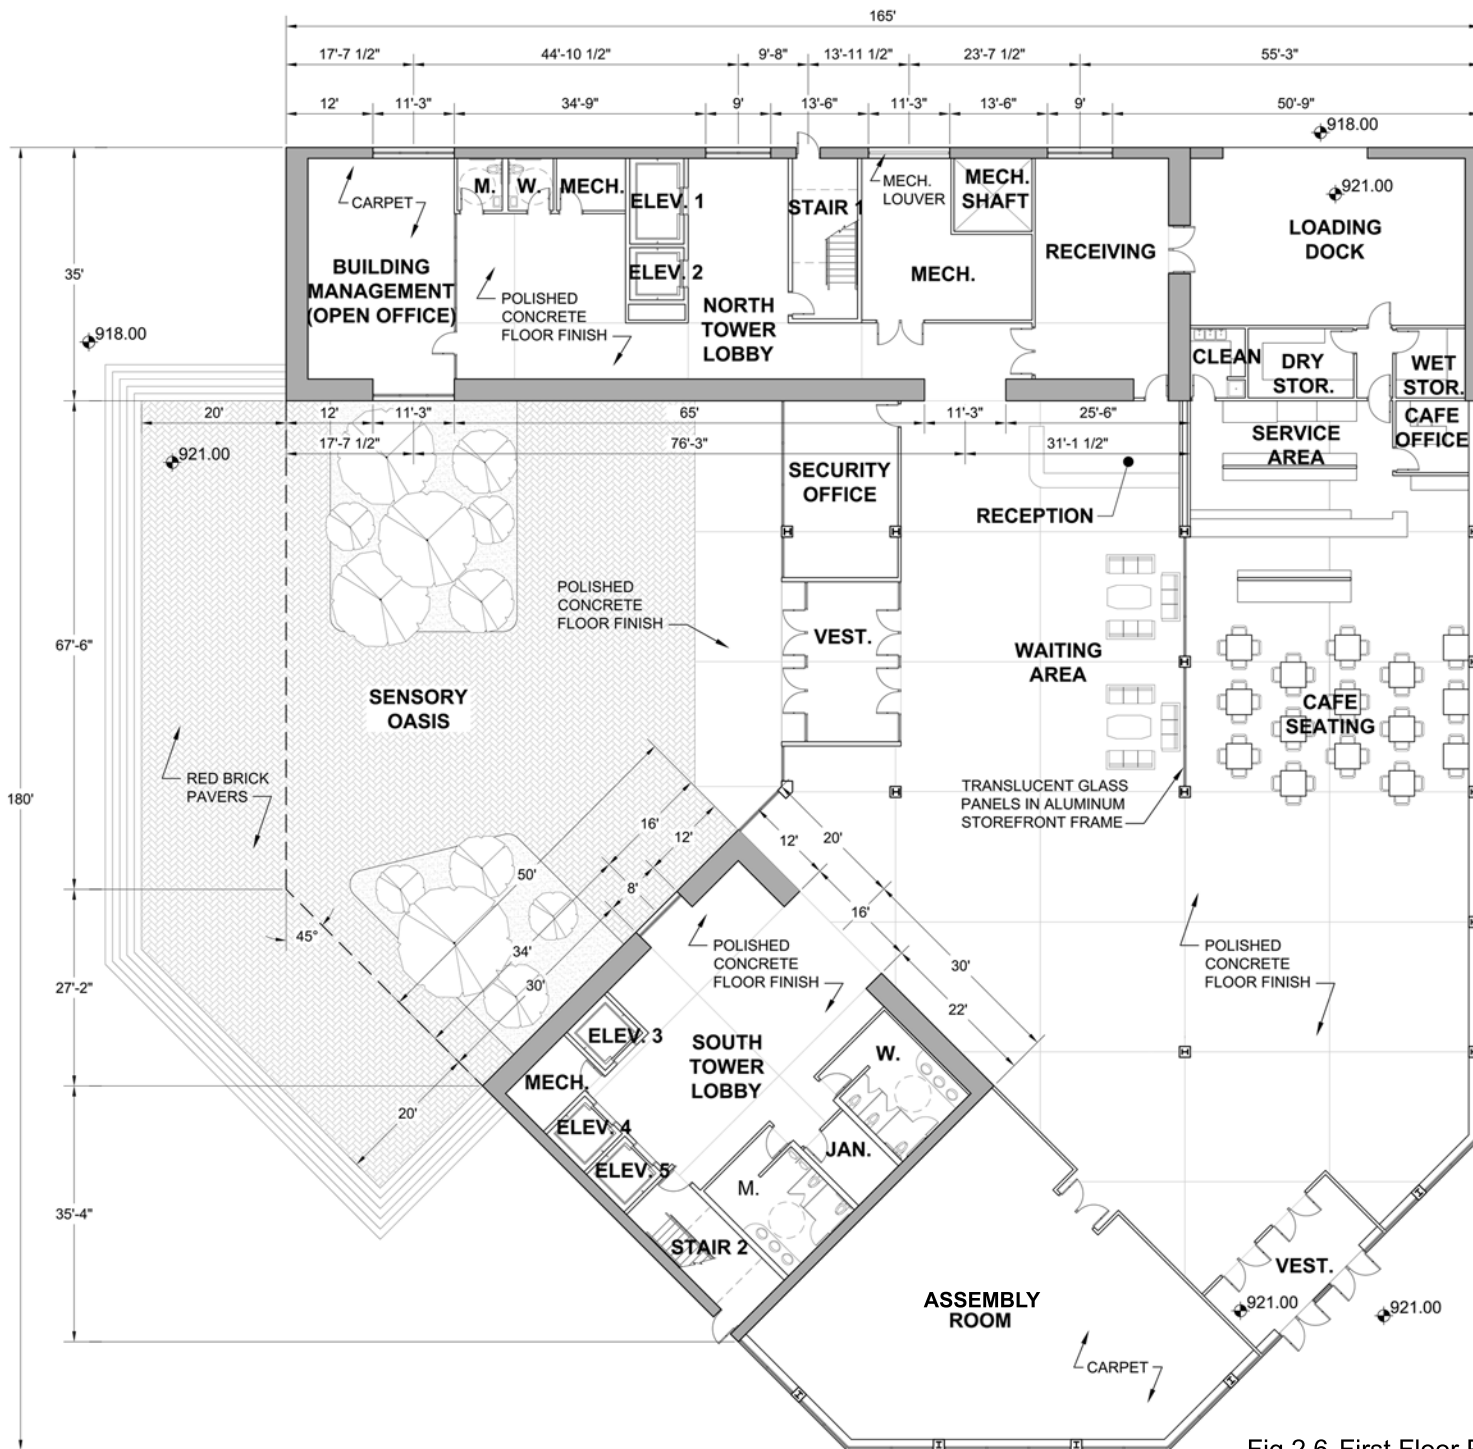 165'
17'-7 1/2"
44'-10 1/2"
9'-8"
13'-11 1/2"
23'-7 1/2"
55'-3"
12'
11'-3"
34'-9"
9'
13'-6"
11'-3"
13'-6"
9'
50'-9"
918.00
M.
W.
MECH.
ELEV. 1
STAIR 1
MECH.
LOUVER
MECH.
SHAFT
921.00
CARPET
LOADING
DOCK
BUILDING
MANAGEMENT
(OPEN OFFICE)
35'
ELEV. 2
MECH.
RECEIVING
POLISHED
CONCRETE
FLOOR FINISH
NORTH
TOWER
LOBBY
918.00
CLEAN
DRY
STOR.
WET
STOR.
20'
12'
11'-3"
65'
11'-3"
25'-6"
CAFE
OFFICE
SERVICE
AREA
17'-7 1/2"
76'-3"
31'-1 1/2"
921.00
SECURITY
OFFICE
RECEPTION
POLISHED
CONCRETE
FLOOR FINISH
VEST.
WAITING
AREA
67'-6"
SENSORY
OASIS
CAFE
SEATING
RED BRICK
PAVERS
180'
TRANSLUCENT GLASS
PANELS IN ALUMINUM
STOREFRONT FRAME
16'
12'
50'
8'
12'
20'
16'
45°
34'
30'
30'
22'
POLISHED
CONCRETE
FLOOR FINISH
POLISHED
CONCRETE
FLOOR FINISH
27'-2"
ELEV. 3
SOUTH
TOWER
LOBBY
W.
MECH.
20'
ELEV. 4
JAN.
ELEV. 5
M.
35'-4"
STAIR 2
VEST.
ASSEMBLY
ROOM
921.00
921.00
CARPET
Fig 2.6 First Floor